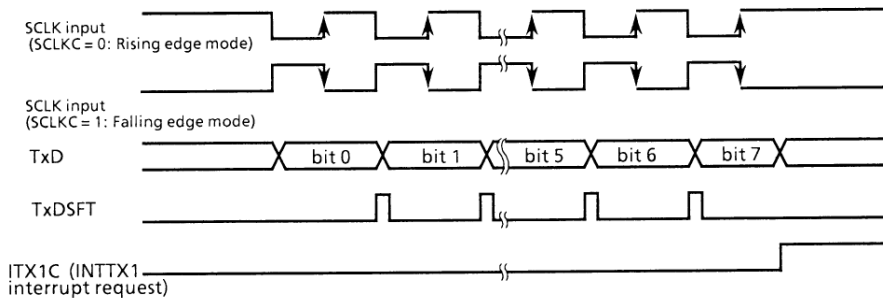 SCLK input
(SCLKC = 0: Rising edge mode)
SCLK input
(SCLKC = 1: Falling edge mode)
TxD
bit 0 bit 1 bit 5 bit 6 bit 7
TxDSFT
ITX1C (INTTX1
interrupt request)